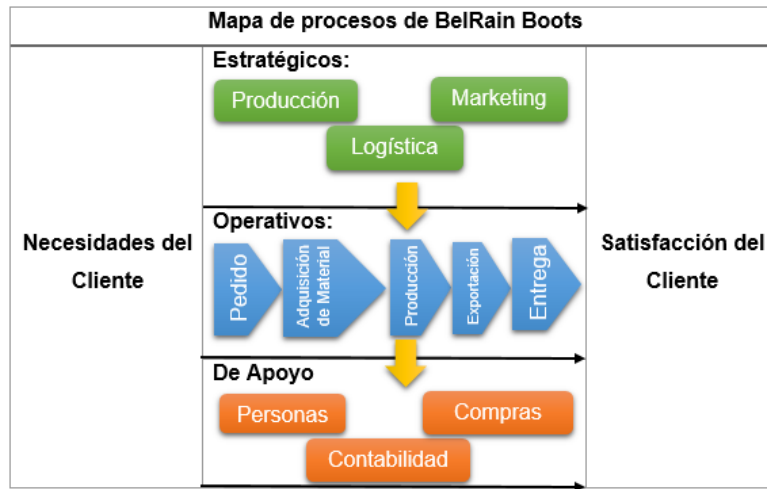 Mapa de procesos de BelRain Boots
Necesidades del
Cliente
Estratégicos:
Producción
Marketing
Logística
Operativos:
Pedido
Adquisición
de Material
Producción
Exportación
Entrega
De Apoyo
Personas
Compras
Contabilidad
Satisfacción del
Cliente